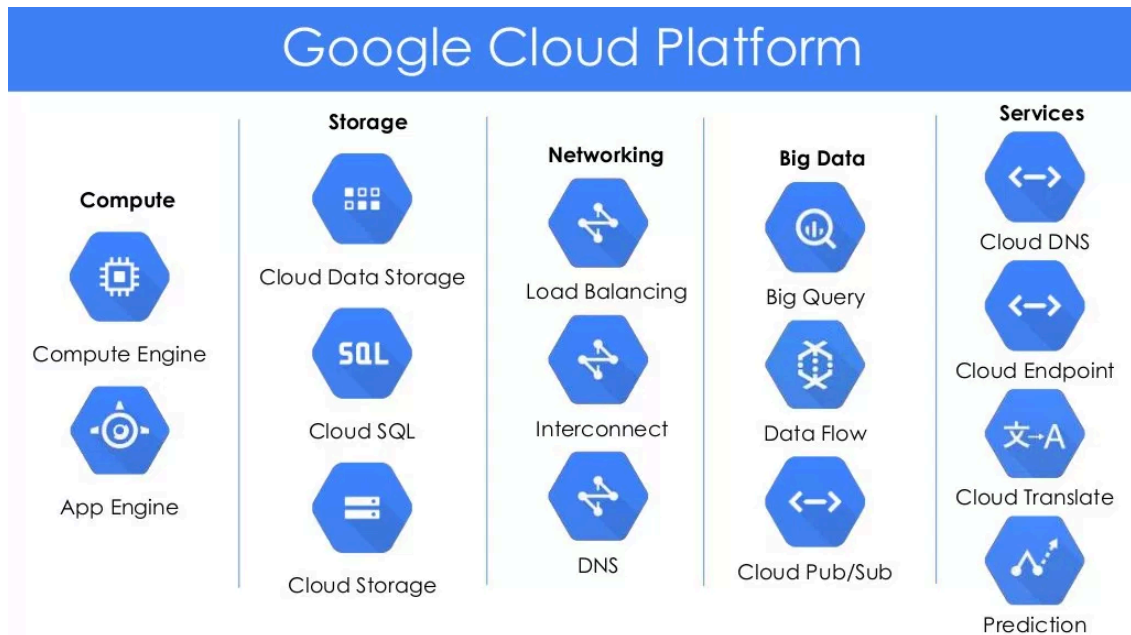 Google Cloud Platform
Compute
Compute Engine
App Engine
Storage
Cloud Data Storage
SQL
Cloud SQL
Cloud Storage
Networking
Load Balancing
Interconnect
DNS
Big Data
Big Query
Data Flow
Cloud Pub/Sub
Services
Cloud DNS
Cloud Endpoint
文→A
Cloud Translate
Prediction